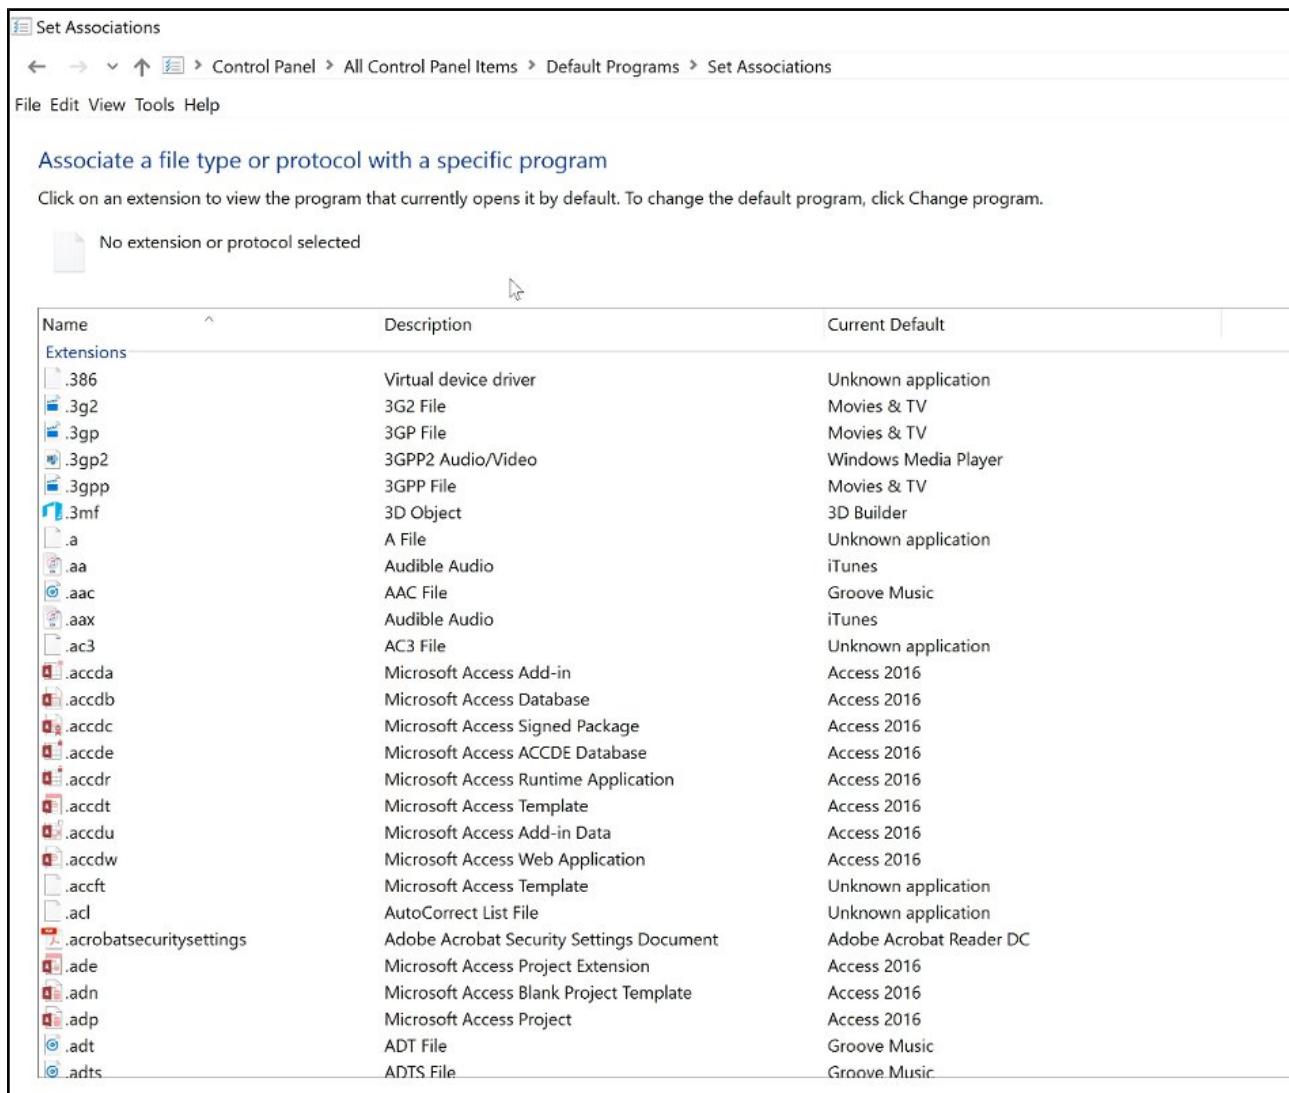 Set Associations
Control Panel > All Control Panel Items > Default Programs > Set Associations
File Edit View Tools Help
Associate a file type or protocol with a specific program
Click on an extension to view the program that currently opens it by default. To change the default program, click Change program.
No extension or protocol selected
Name Description Current Default
Extensions
.386 Virtual device driver Unknown application
.3g2 3G2 File Movies & TV
.3gp 3GP File Movies & TV
.3gp2 3GPP2 Audio/Video Windows Media Player
.3gpp 3GPP File Movies & TV
.3mf 3D Object 3D Builder
.a A File Unknown application
.aa Audible Audio iTunes
.aac AAC File Groove Music
.aax Audible Audio iTunes
.ac3 AC3 File Unknown application
.accda Microsoft Access Add-in Access 2016
.accdb Microsoft Access Database Access 2016
.accdc Microsoft Access Signed Package Access 2016
.accde Microsoft Access ACCDE Database Access 2016
.accdr Microsoft Access Runtime Application Access 2016
.accdt Microsoft Access Template Access 2016
.accdu Microsoft Access Add-in Data Access 2016
.accdw Microsoft Access Web Application Access 2016
.accft Microsoft Access Template Unknown application
.acl AutoCorrect List File Unknown application
.acrobatsecuritysettings Adobe Acrobat Security Settings Document Adobe Acrobat Reader DC
.ade Microsoft Access Project Extension Access 2016
.adn Microsoft Access Blank Project Template Access 2016
.adp Microsoft Access Project Access 2016
.adt ADT File Groove Music
.adts ADTS File Groove Music